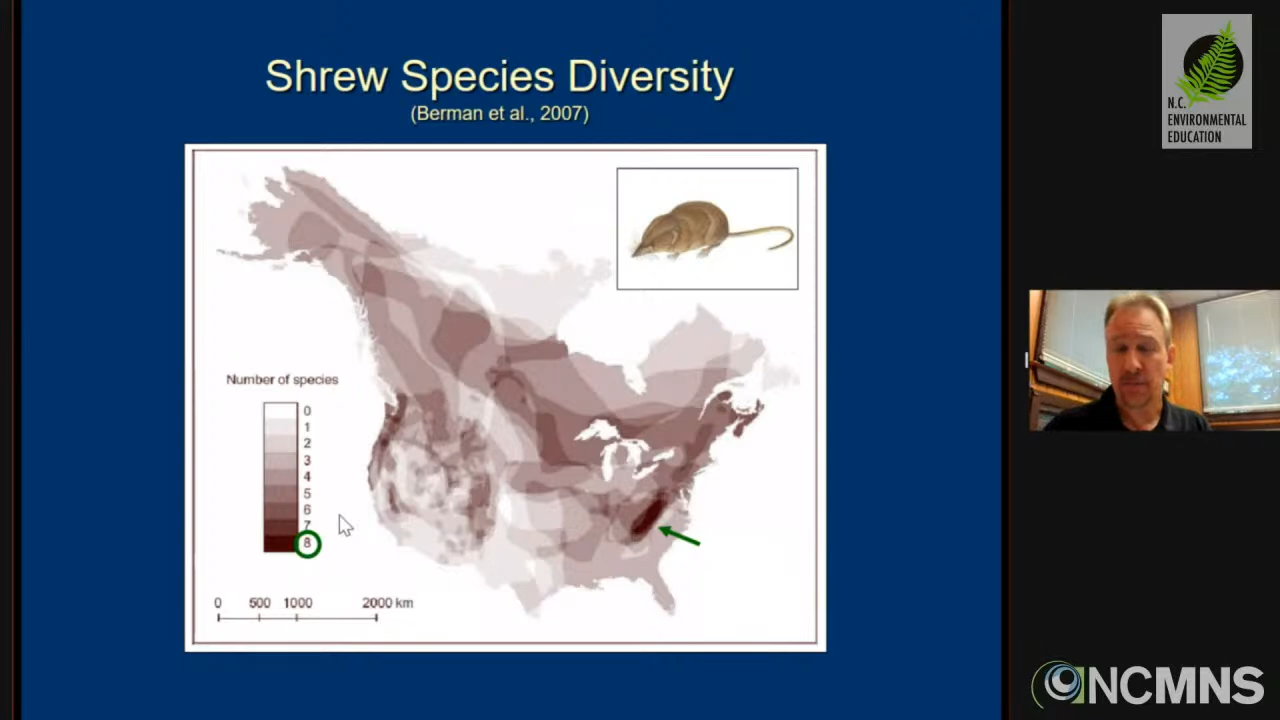 Shrew Species Diversity
(Berman et al., 2007)
Number of species
0
1
2
3
4
5
6
7
8
0 500 1000 2000 km
N.C.
ENVIRONMENTAL
EDUCATION
NCMNS